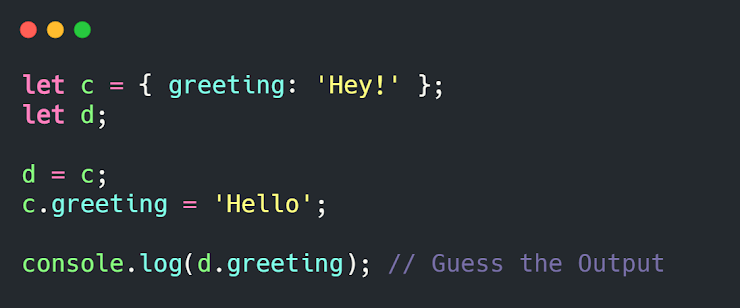 let c = { greeting: 'Hey!' };
let d;
d = c;
c.greeting = 'Hello';
console.log(d.greeting); // Guess the Output